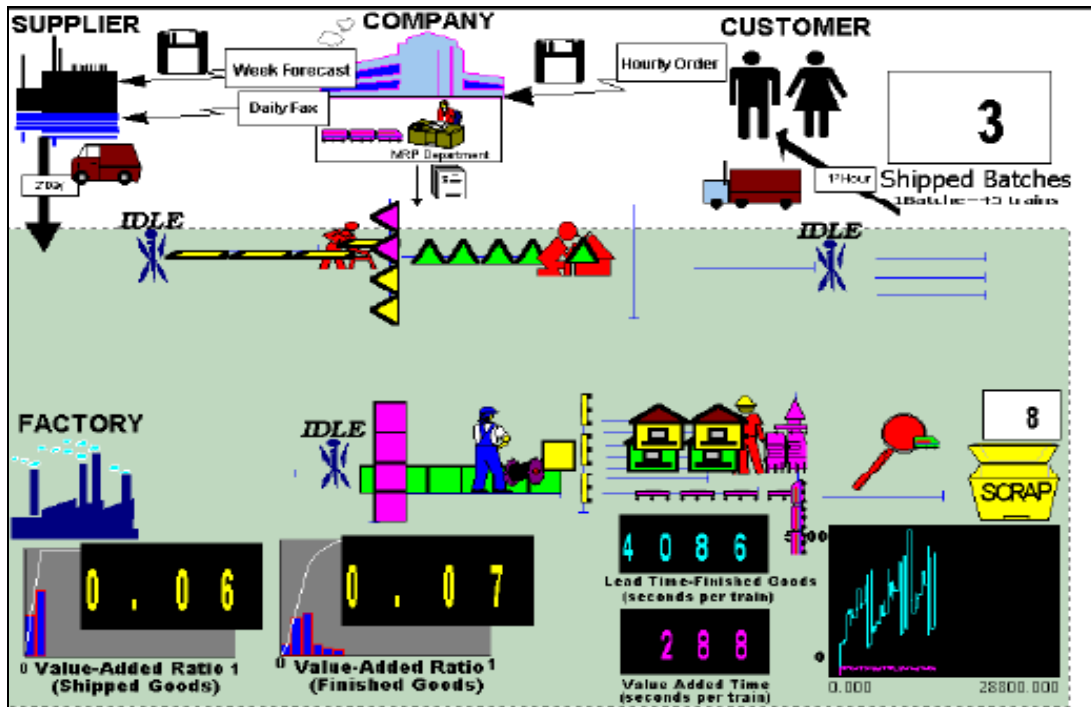 SUPPLIER
COMPANY
CUSTOMER
Week Forecast
Hourly Order
Daily Fax
3
MRP Department
1*Hour
Shipped Batches
IDLE
IDLE
FACTORY
IDLE
8
SCRAP
0.06
0.07
4086
Lead Time-Finished Goods
(seconds per train)
288
Value Added Time
(seconds per train)
0 Value-Added Ratio 1
(Shipped Goods)
0 Value-Added Ratio 1
(Finished Goods)
0
0.000 28800.000